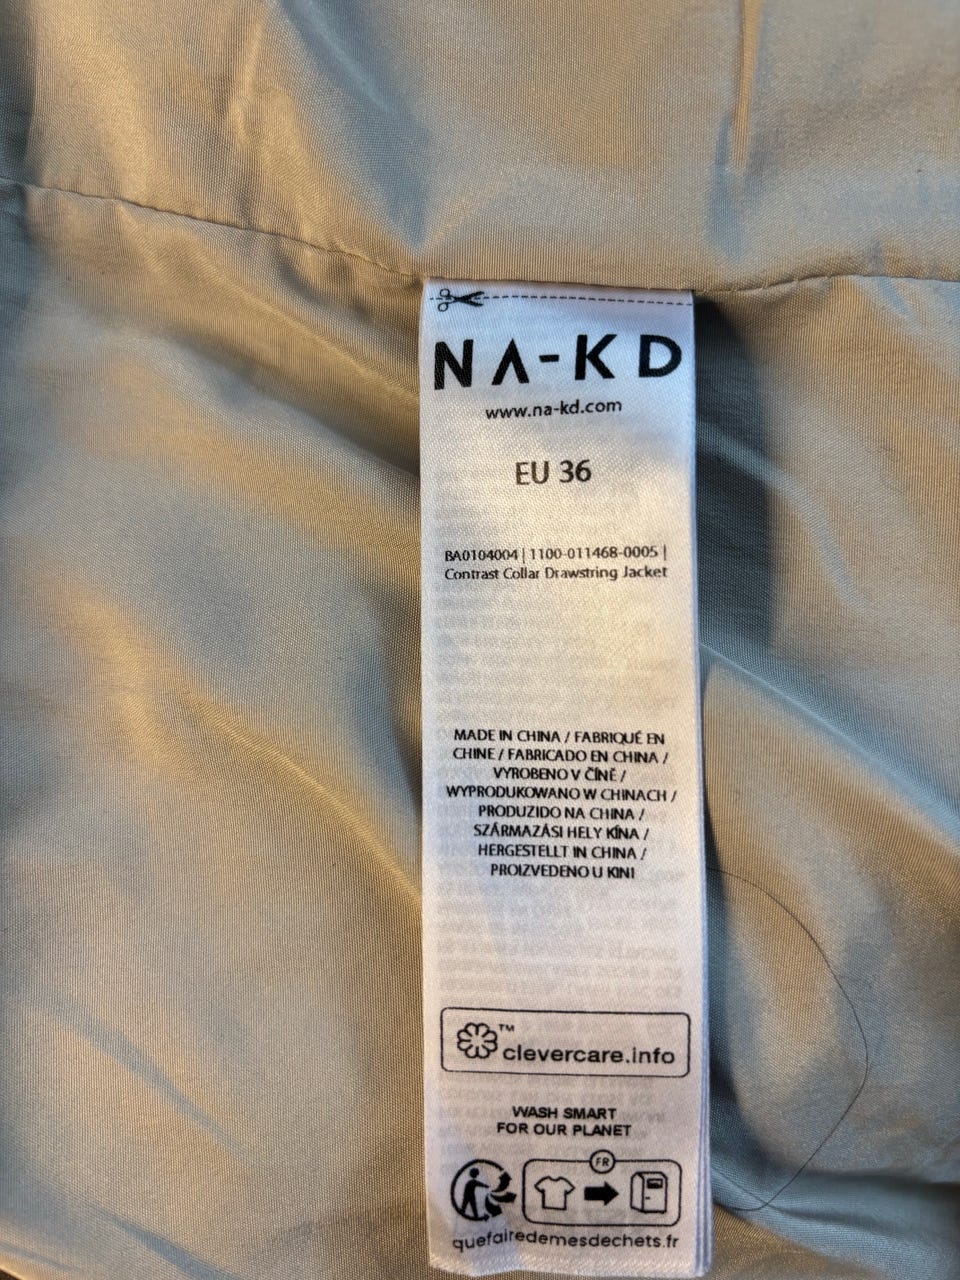 NA-KD
www.na-kd.com
EU 36
BA0104004 | 1100-011468-0005 |
Contrast Collar Drawstring Jacket
MADE IN CHINA / FABRIQUÉ EN
CHINE / FABRICADO EN CHINA /
VYROBENO V ČÍNĚ /
WYPRODUKOWANO W CHINACH /
PRODUZIDO NA CHINA /
SZÁRMAZÁSI HELY KÍNA /
HERGESTELLT IN CHINA /
PROIZVEDENO U KINI
™
clevercare.info
WASH SMART
FOR OUR PLANET
FR
quefairedemesdechets.fr